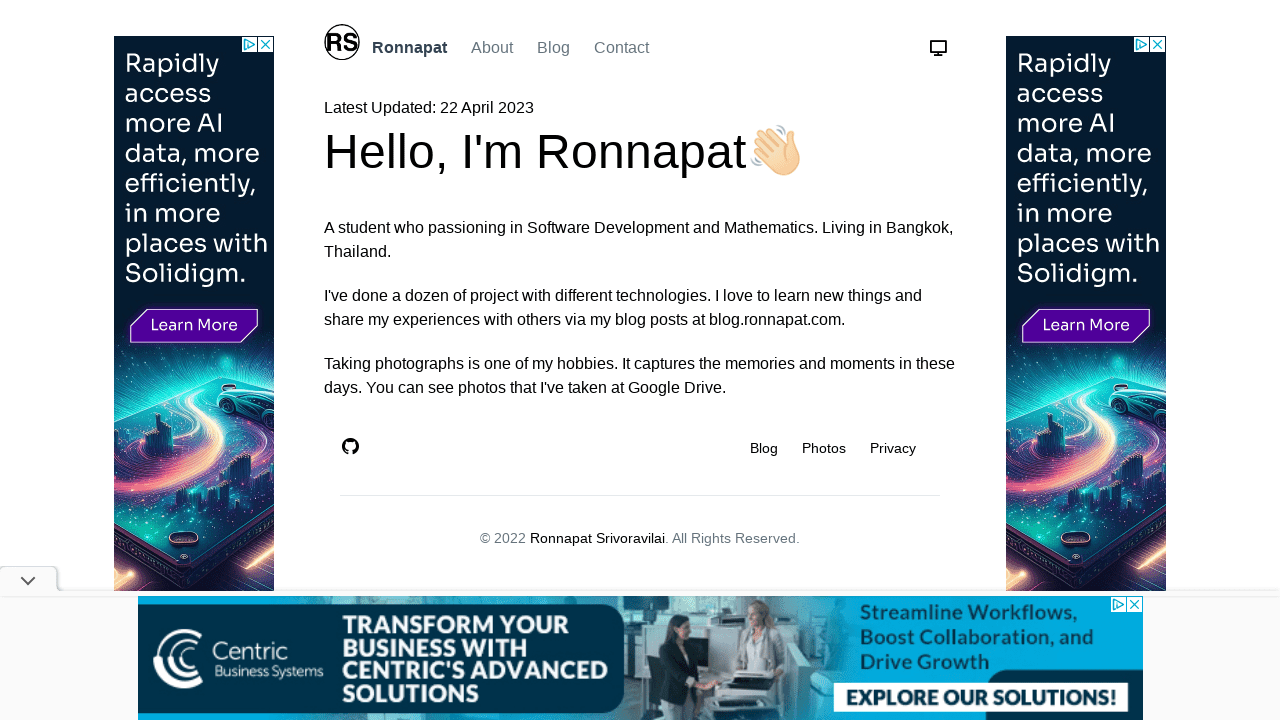 RS
Ronnapat About Blog Contact
Latest Updated: 22 April 2023
Hello, I'm Ronnapat
A student who passioning in Software Development and Mathematics. Living in Bangkok,
Thailand.
I've done a dozen of project with different technologies. I love to learn new things and
share my experiences with others via my blog posts at blog.ronnapat.com.
Taking photographs is one of my hobbies. It captures the memories and moments in these
days. You can see photos that I've taken at Google Drive.
Blog Photos Privacy
© 2022 Ronnapat Srivoravilai. All Rights Reserved.
Rapidly
access
more AI
data, more
efficiently,
in more
places with
Solidigm.
Learn More
Rapidly
access
more AI
data, more
efficiently,
in more
places with
Solidigm.
Learn More
Centric
Business Systems
TRANSFORM YOUR
BUSINESS WITH
CENTRIC'S ADVANCED
SOLUTIONS
Streamline Workflows,
Boost Collaboration, and
Drive Growth
EXPLORE OUR SOLUTIONS!